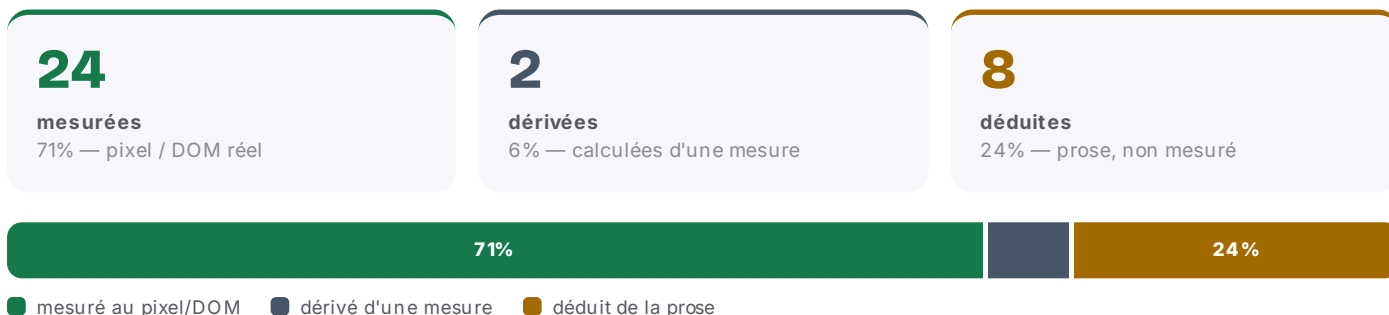 24
mesurées
71% — pixel / DOM réel
2
dérivées
6% — calculées d'une mesure
8
déduites
24% — prose, non mesuré
71%
24%
mesuré au pixel/DOM
dérivé d'une mesure
déduit de la prose